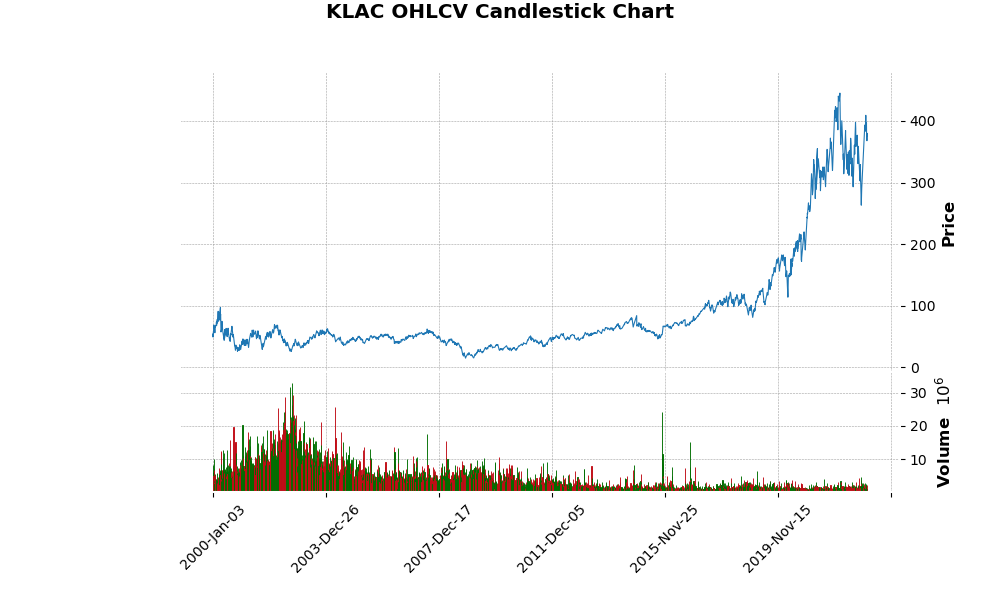 KLAC OHLCV Candlestick Chart
400
300
200
100
0
Price
30
20
10
Volume 10^6
2000-Jan-03
2003-Dec-26
2007-Dec-17
2011-Dec-05
2015-Nov-25
2019-Nov-15